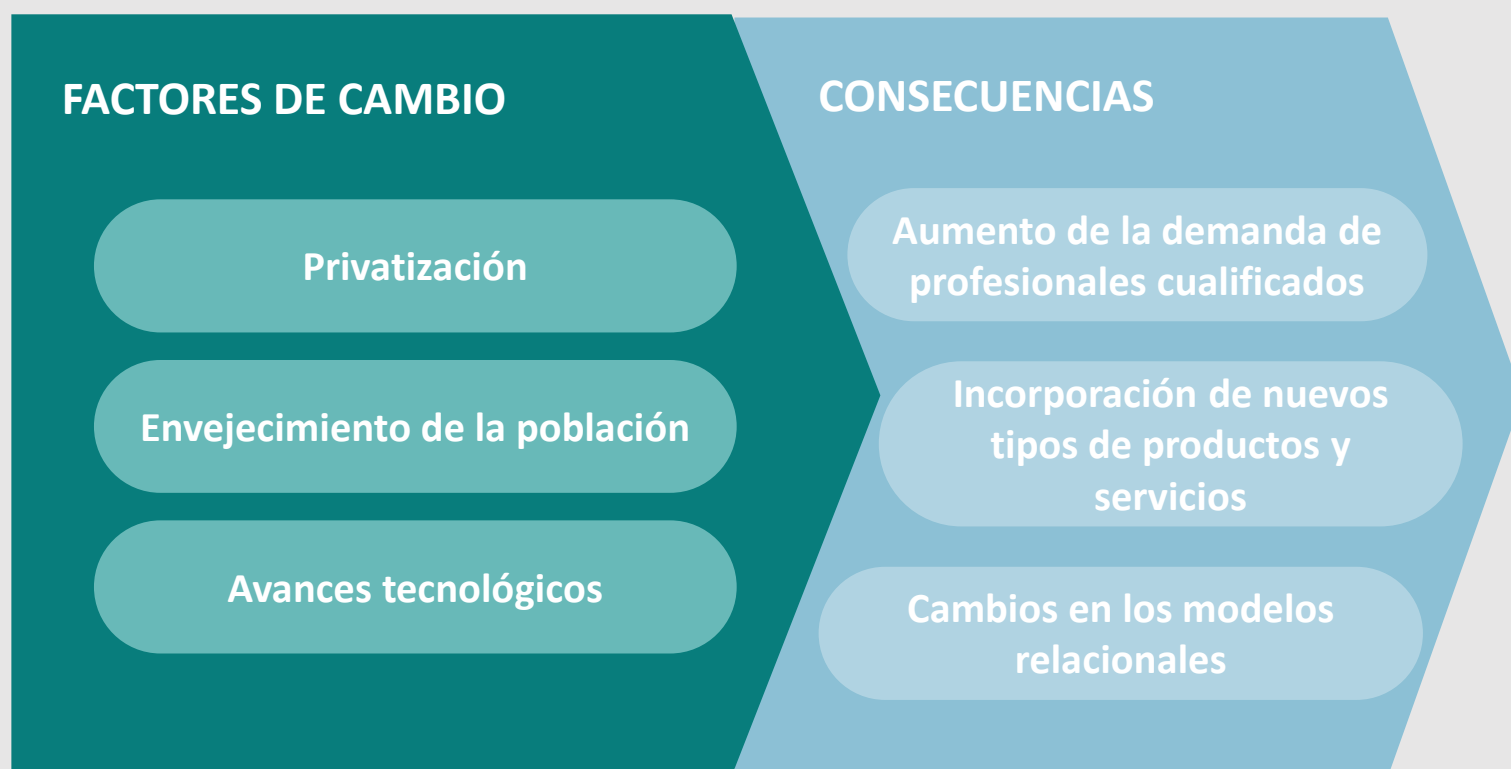 FACTORES DE CAMBIO
Privatización
Envejecimiento de la población
Avances tecnológicos
CONSECUENCIAS
Aumento de la demanda de
profesionales cualificados
Incorporación de nuevos
tipos de productos y
servicios
Cambios en los modelos
relacionales